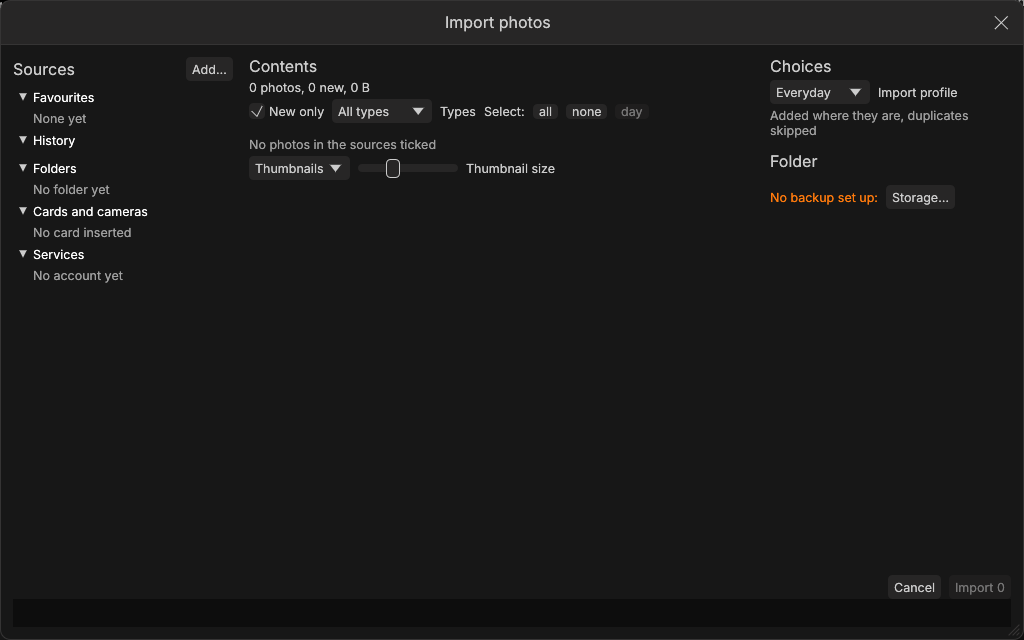 Import photos
Sources
Add...
Favourites
None yet
History
Folders
No folder yet
Cards and cameras
No card inserted
Services
No account yet
Contents
0 photos, 0 new, 0 B
New only All types Types Select: all none day
No photos in the sources ticked
Thumbnails Thumbnail size
Choices
Everyday Import profile
Added where they are, duplicates
skipped
Folder
No backup set up: Storage...
Cancel Import 0